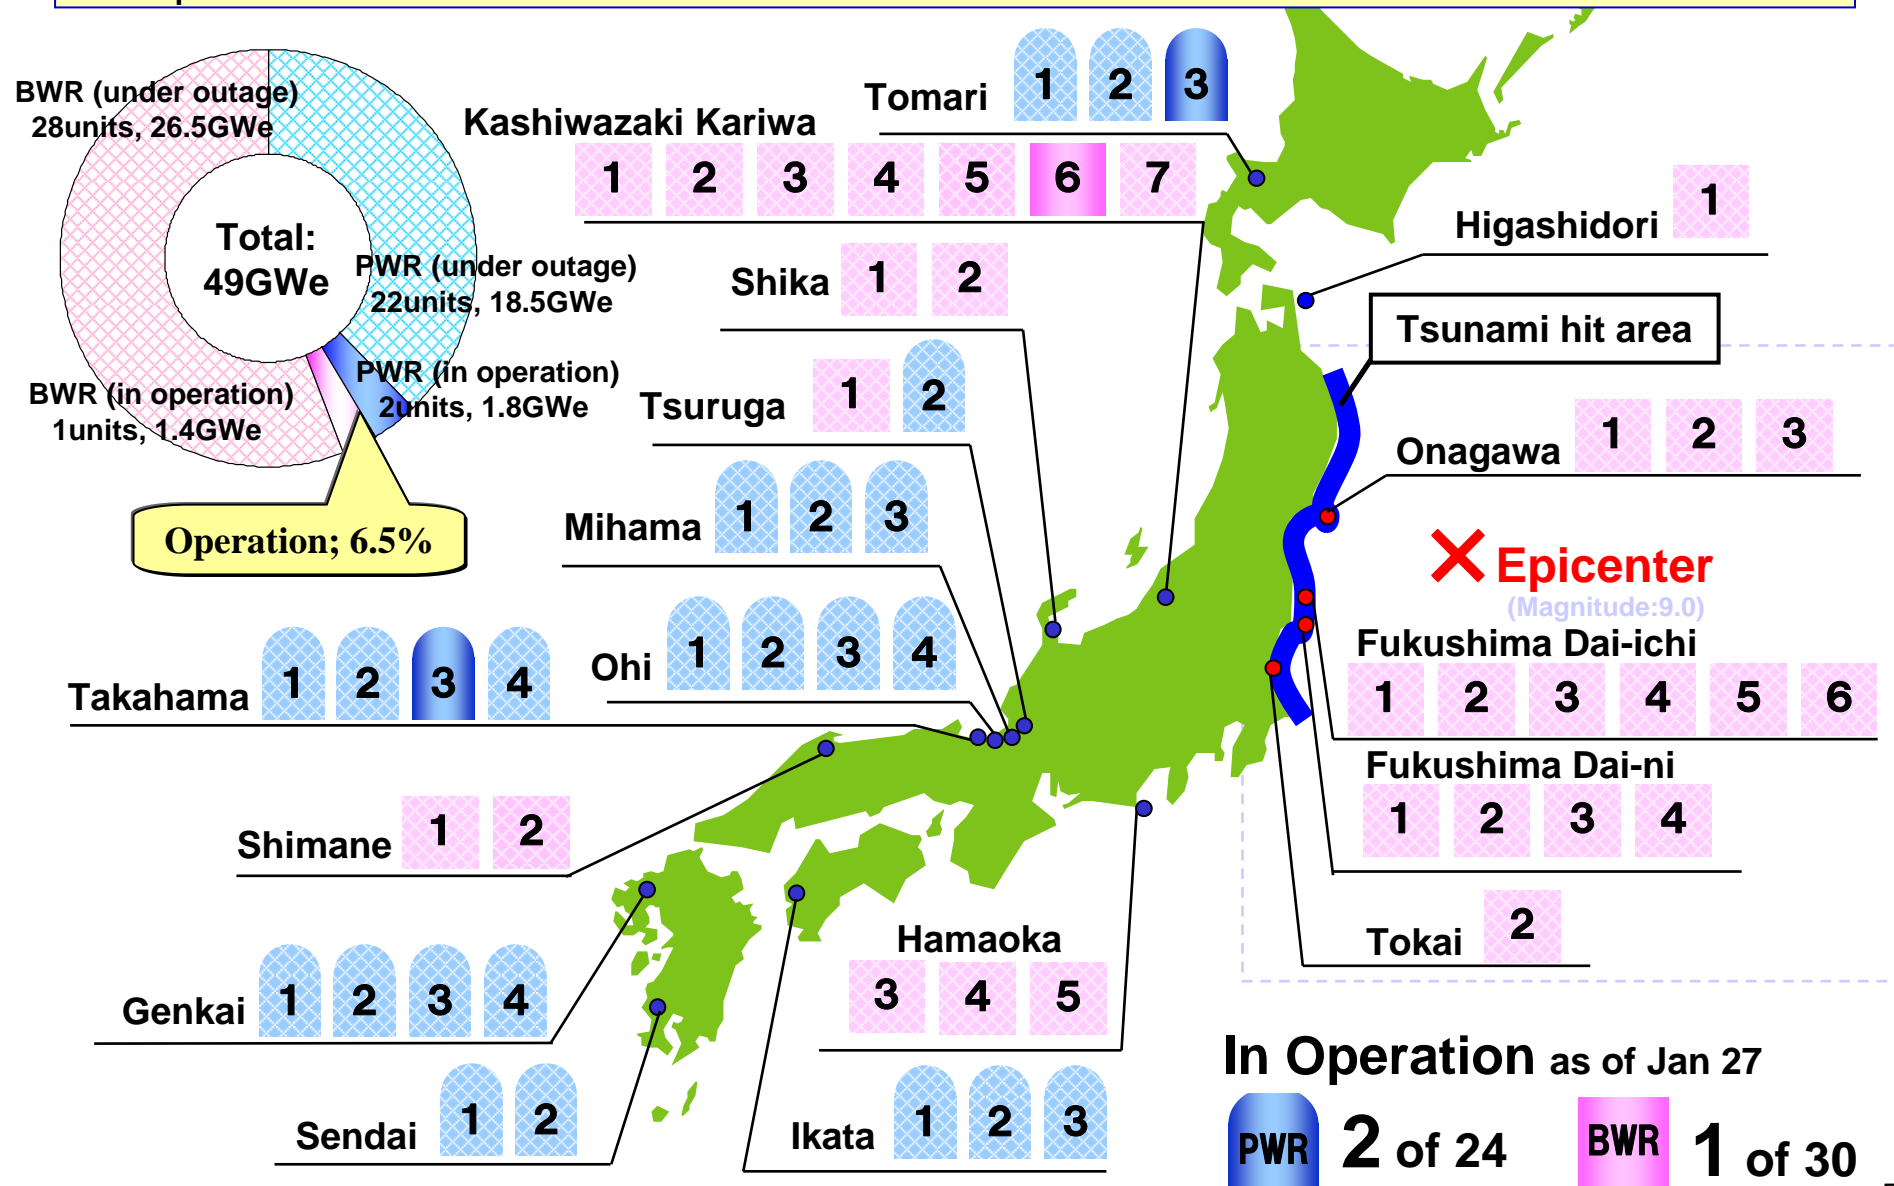 BWR (under outage)
28units, 26.5GWe
Total:
49GWe
PWR (under outage)
22units, 18.5GWe
PWR (in operation)
2units, 1.8GWe
BWR (in operation)
1units, 1.4GWe
Operation; 6.5%
Tomari 1 2 3
Kashiwazaki Kariwa
1 2 3 4 5 6 7
Higashidori 1
Shika 1 2
Tsunami hit area
Tsuruga 1 2
Onagawa 1 2 3
Mihama 1 2 3
Epicenter
(Magnitude:9.0)
Ohi 1 2 3 4
Takahama 1 2 3 4
Fukushima Dai-ichi
1 2 3 4 5 6
Fukushima Dai-ni
1 2 3 4
Shimane 1 2
Tokai 2
Hamaoka
3 4 5
Genkai 1 2 3 4
Sendai 1 2
Ikata 1 2 3
In Operation as of Jan 27
PWR 2 of 24
BWR 1 of 30